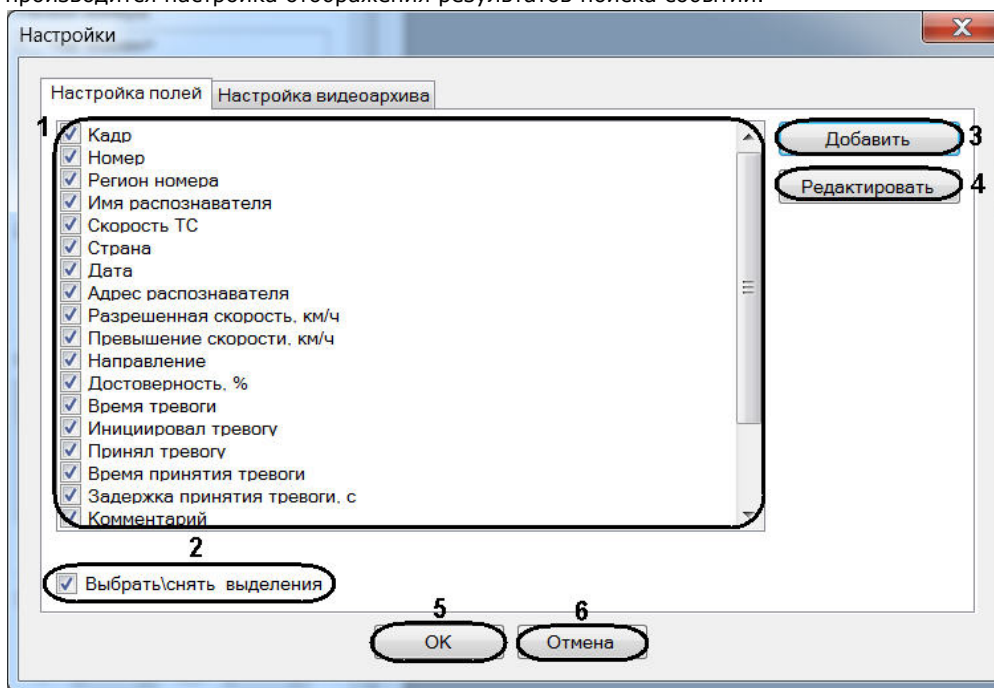 производится настройка отображения результатов поиска событий.
Настройки
X
Настройка полей Настройка видеоархива
1
Кадр
Номер
Регион номера
Имя распознавателя
Скорость ТС
Страна
Дата
Адрес распознавателя
Разрешенная скорость, км/ч
Превышение скорости, км/ч
Направление
Достоверность, %
Время тревоги
Инициировал тревогу
Принял тревогу
Время принятия тревоги
Задержка принятия тревоги, с
Комментарий
Добавить 3
Редактировать 4
2
Выбрать\снять выделения
5 6
OK Отмена